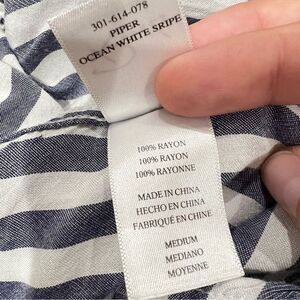 301-614-078
PIPER
OCEAN WHITE SRIPE
100% RAYON
100% RAYON
100% RAYONNE
MADE IN CHINA
HECHO EN CHINA
FABRIQUÉ EN CHINE
MEDIUM
MEDIANO
MOYENNE